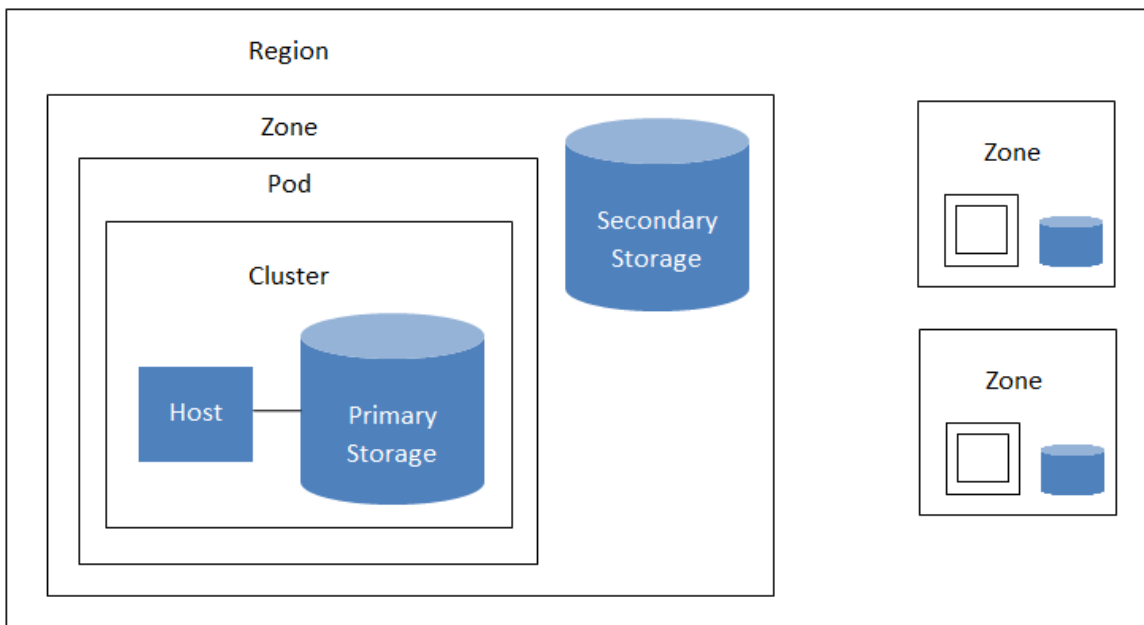 Region
Zone
Pod
Cluster
Host
Primary
Storage
Secondary
Storage
Zone
Zone